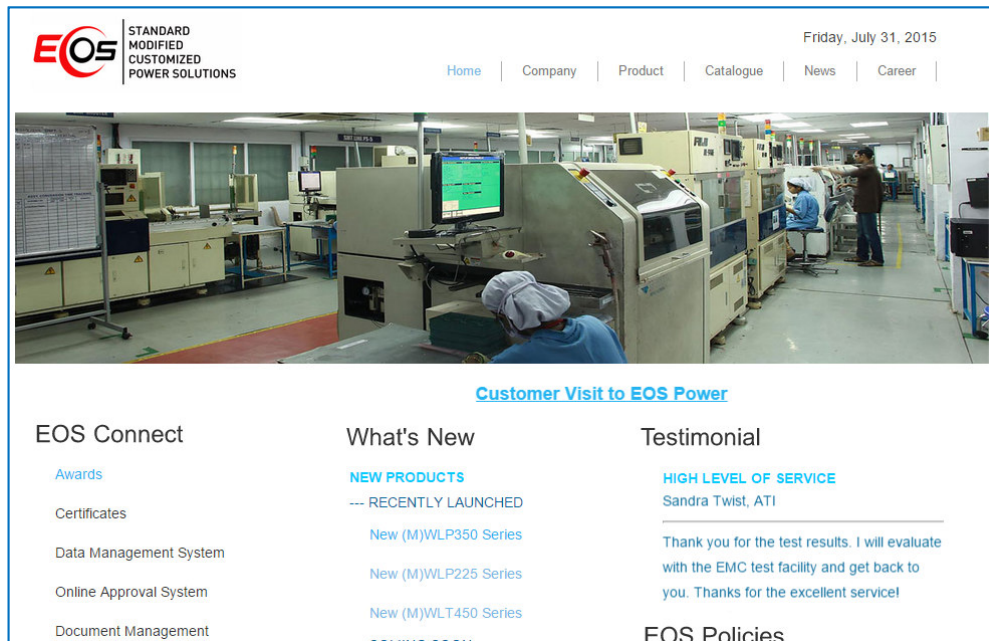 EOS
STANDARD
MODIFIED
CUSTOMIZED
POWER SOLUTIONS
Friday, July 31, 2015
Home
Company
Product
Catalogue
News
Career
FUJI
Customer Visit to EOS Power
EOS Connect
Awards
Certificates
Data Management System
Online Approval System
Document Management
What's New
NEW PRODUCTS
--- RECENTLY LAUNCHED
New (M)WLP350 Series
New (M)WLP225 Series
New (M)WLT450 Series
COMING SOON
Testimonial
HIGH LEVEL OF SERVICE
Sandra Twist, ATI
Thank you for the test results. I will evaluate
with the EMC test facility and get back to
you. Thanks for the excellent service!
EOS Policies